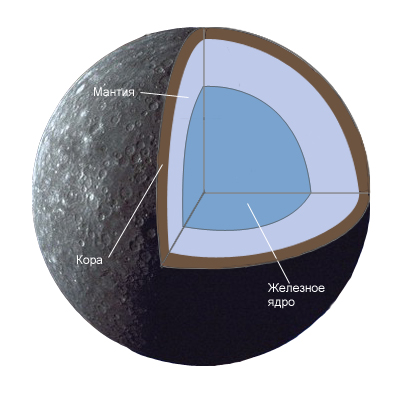 Мантия
Кора
Железное
ядро